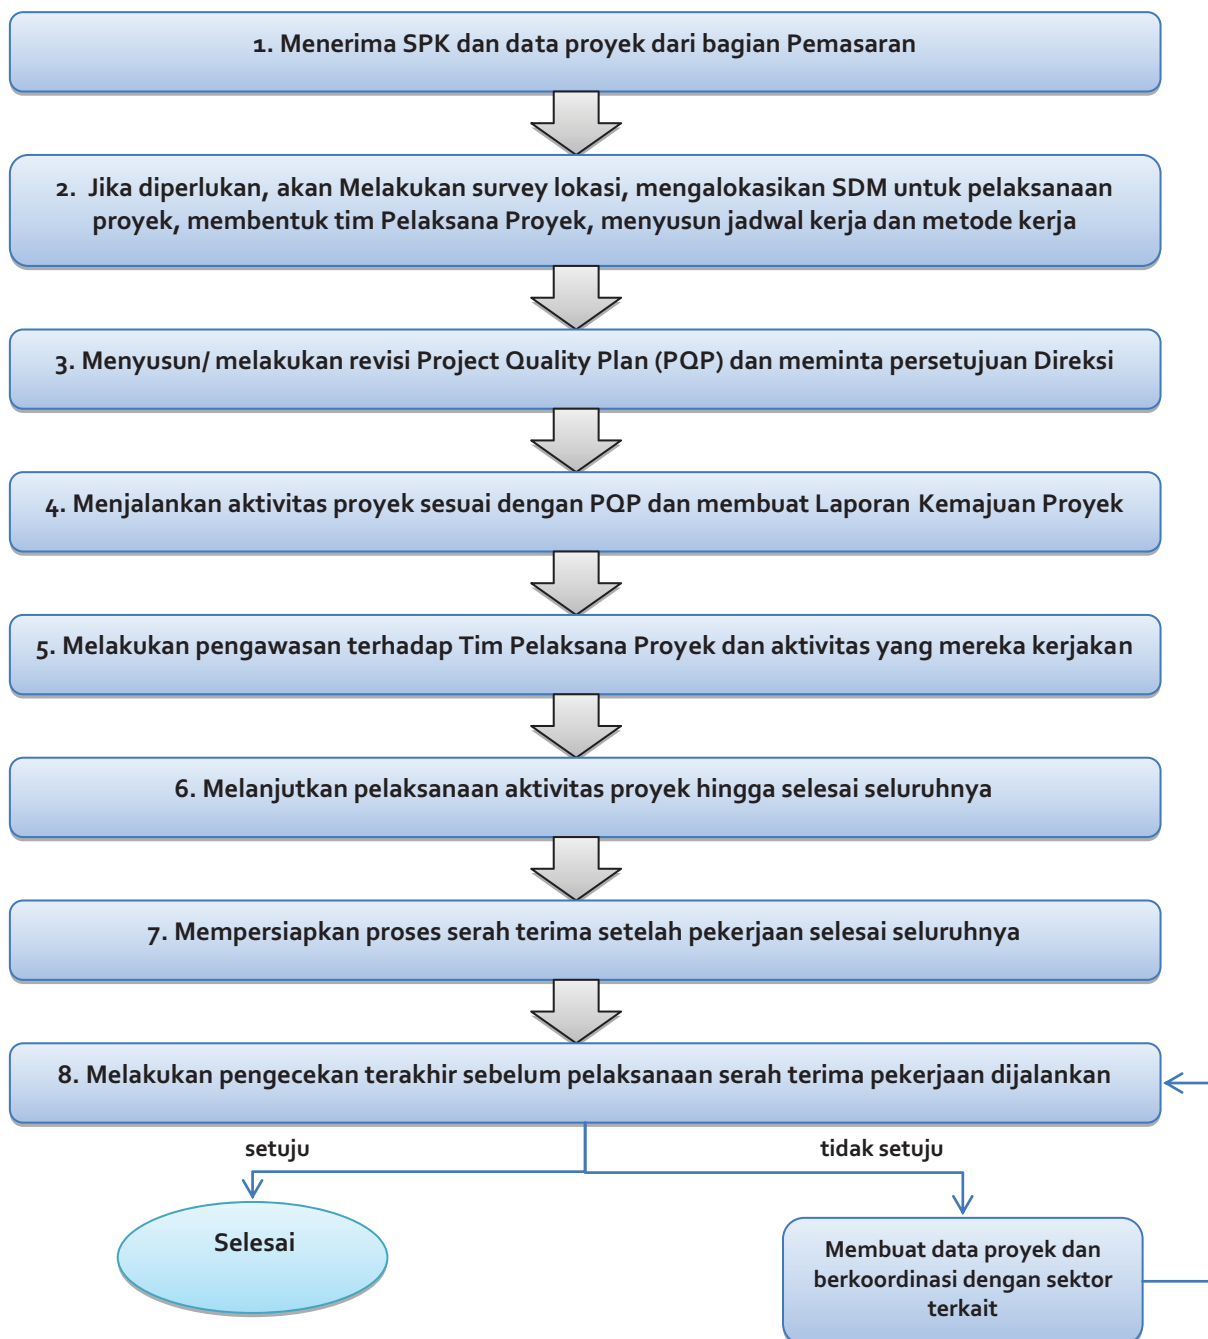 1. Menerima SPK dan data proyek dari bagian Pemasaran
2. Jika diperlukan, akan Melakukan survey lokasi, mengalokasikan SDM untuk pelaksanaan
proyek, membentuk tim Pelaksana Proyek, menyusun jadwal kerja dan metode kerja
3. Menyusun/ melakukan revisi Project Quality Plan (PQP) dan meminta persetujuan Direksi
4. Menjalankan aktivitas proyek sesuai dengan PQP dan membuat Laporan Kemajuan Proyek
5. Melakukan pengawasan terhadap Tim Pelaksana Proyek dan aktivitas yang mereka kerjakan
6. Melanjutkan pelaksanaan aktivitas proyek hingga selesai seluruhnya
7. Mempersiapkan proses serah terima setelah pekerjaan selesai seluruhnya
8. Melakukan pengecekan terakhir sebelum pelaksanaan serah terima pekerjaan dijalankan
setuju
tidak setuju
Selesai
Membuat data proyek dan
berkoordinasi dengan sektor
terkait